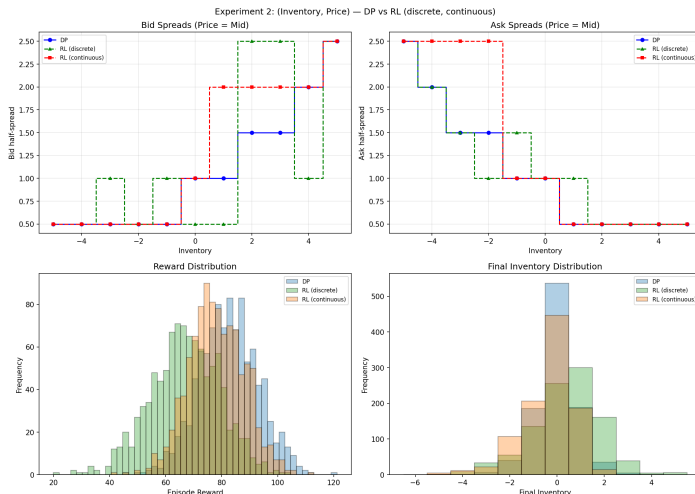 Experiment 2: (Inventory, Price) — DP vs RL (discrete, continuous)
Bid Spreads (Price = Mid)
Ask Spreads (Price = Mid)
Bid half-spread
2.50
2.25
2.00
1.75
1.50
1.25
1.00
0.75
0.50
DP
RL (discrete)
RL (continuous)
−4
−2
0
2
4
Inventory
Ask half-spread
2.50
2.25
2.00
1.75
1.50
1.25
1.00
0.75
0.50
DP
RL (discrete)
RL (continuous)
−4
−2
0
2
4
Inventory
Reward Distribution
Final Inventory Distribution
Frequency
80
60
40
20
0
DP
RL (discrete)
RL (continuous)
20
40
60
80
100
120
Episode Reward
Frequency
500
400
300
200
100
0
DP
RL (discrete)
RL (continuous)
−6
−4
−2
0
2
4
Final Inventory